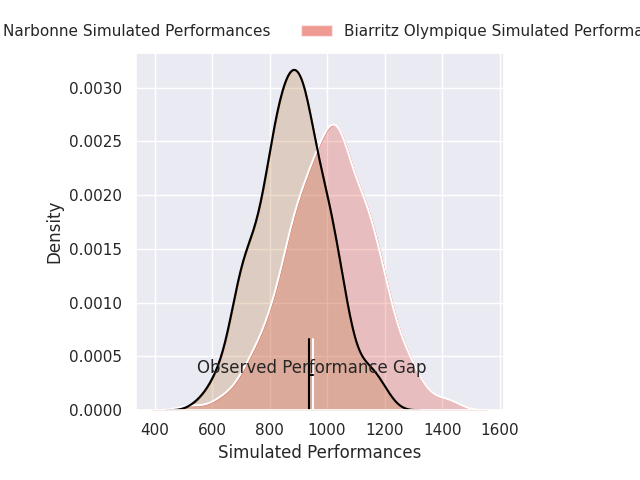 Narbonne Simulated Performances
Biarritz Olympique Simulated Performa
0.0030
0.0025
0.0020
0.0015
0.0010
0.0005
0.0000
Density
Observed Performance Gap
400 600 800 1000 1200 1400 1600
Simulated Performances